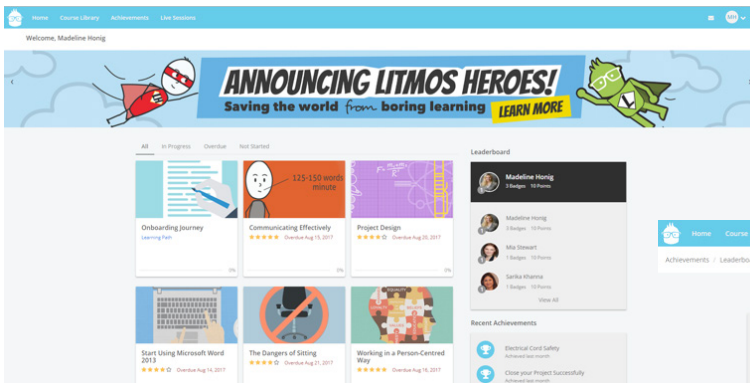 Home Course Library Achievements Live Sessions
MH
Welcome, Madeline Honig
ANNOUNCING LITMOS HEROES!
Saving the world from boring learning LEARN MORE
All In Progress Overdue Not Started
125-150 words
minute
Onboarding Journey
Learning Path
0%
Communicating Effectively
Overdue Aug 15, 2017
0%
Project Design
Overdue Aug 20, 2017
0%
Start Using Microsoft Word
2013
Overdue Aug 14, 2017
The Dangers of Sitting
Overdue Aug 21, 2017
EQUALITY
Working in a Person-Centred
Way
Overdue Aug 16, 2017
Leaderboard
Madeline Honig
3 Badges 10 Points
Madeline Honig
3 Badges 10 Points
Mia Stewart
1 Badges 10 Points
Sarika Khanna
1 Badges 10 Points
View All
Recent Achievements
Electrical Cord Safety
Achieved last month
Close your Project Successfully
Achieved last month
Home Course
Achievements / Leaderboa